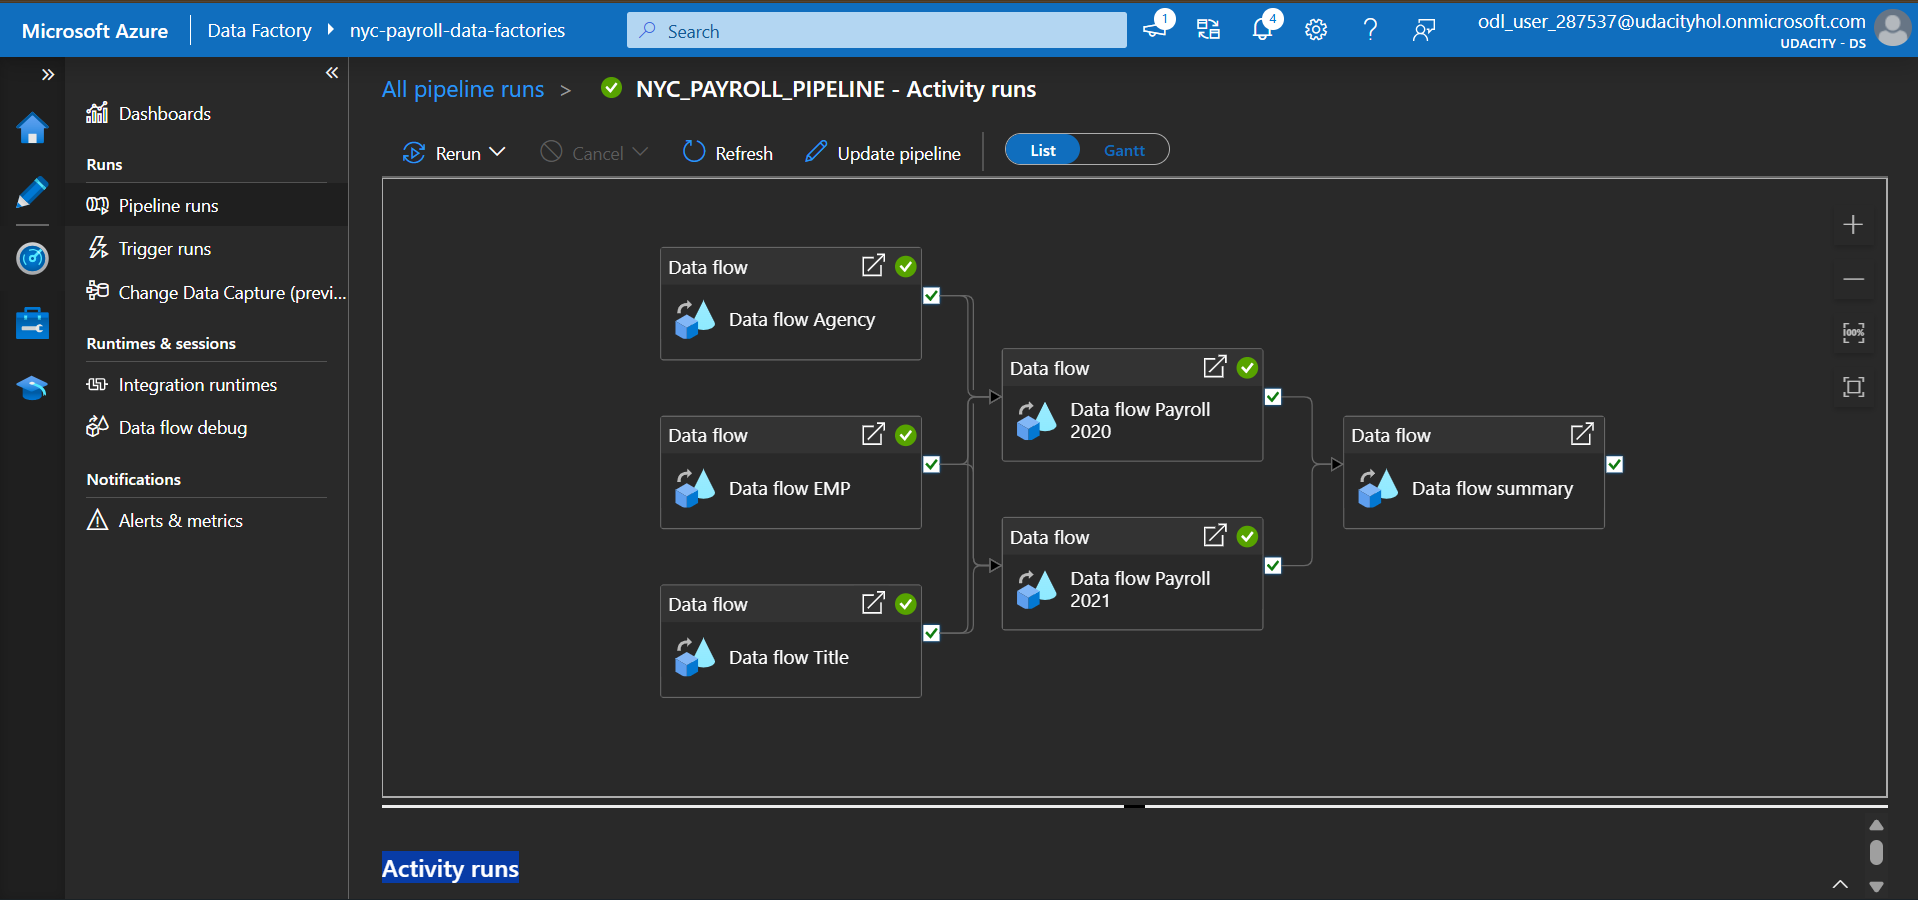 Microsoft Azure
Data Factory
nyc-payroll-data-factories
Search
1
4
odl_user_287537@udacityhol.onmicrosoft.com
UDACITY - DS
Dashboards
Runs
Pipeline runs
Trigger runs
Change Data Capture (previ...
Runtimes & sessions
Integration runtimes
Data flow debug
Notifications
Alerts & metrics
All pipeline runs > NYC_PAYROLL_PIPELINE - Activity runs
Rerun
Cancel
Refresh
Update pipeline
List
Gantt
Data flow
Data flow Agency
Data flow
Data flow EMP
Data flow
Data flow Title
Data flow
Data flow Payroll
2020
Data flow
Data flow Payroll
2021
Data flow
Data flow summary
100%
Activity runs